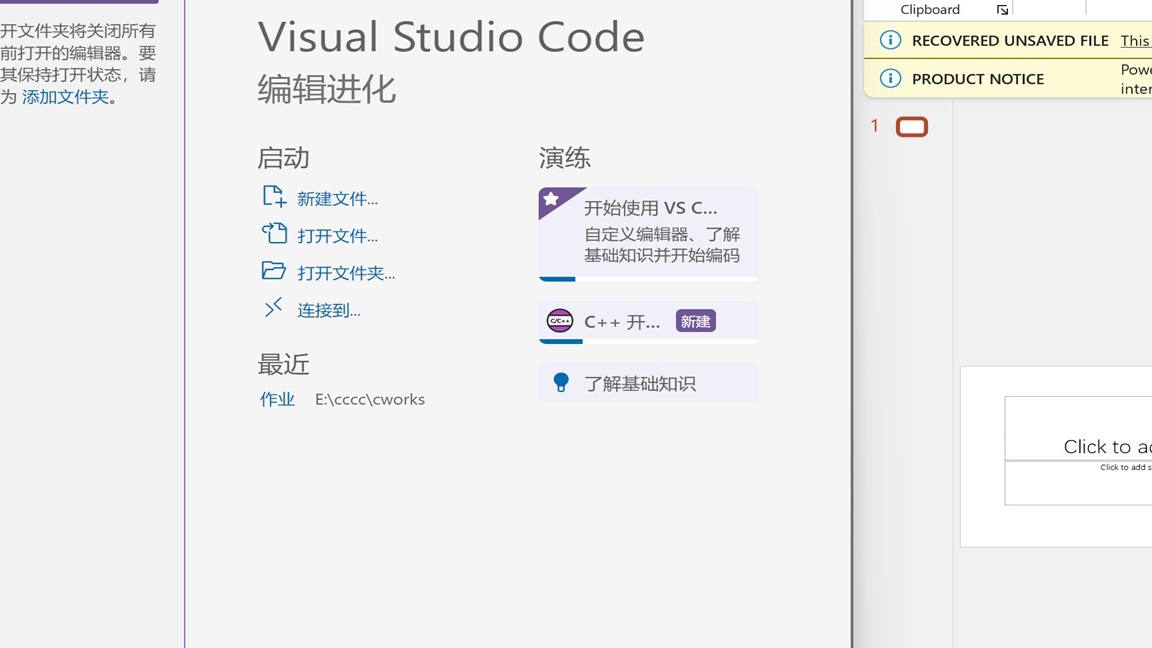 开文件夹将关闭所有
前打开的编辑器。要
其保持打开状态，请
为 添加文件夹。
Visual Studio Code
编辑进化
启动
新建文件...
打开文件...
打开文件夹...
连接到...
最近
作业 E:\cccc\cworks
演练
开始使用 VS C...
自定义编辑器、了解
基础知识并开始编码
C/C++
C++ 开... 新建
了解基础知识
Clipboard
RECOVERED UNSAVED FILE This
PRODUCT NOTICE Powe
inter
1
Click to ad
Click to add s